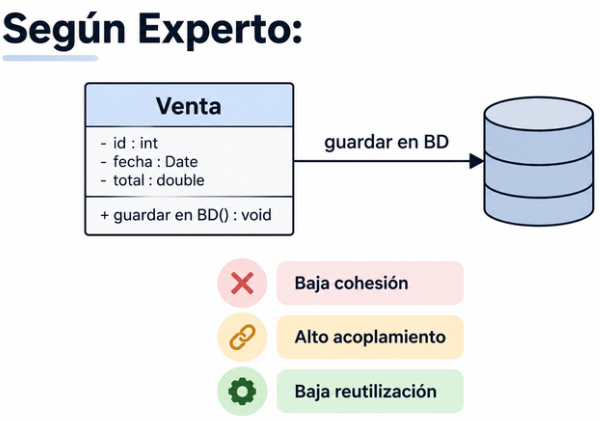 Según Experto:
Venta
- id : int
- fecha : Date
- total : double
+ guardar en BD() : void
guardar en BD
Baja cohesión
Alto acoplamiento
Baja reutilización